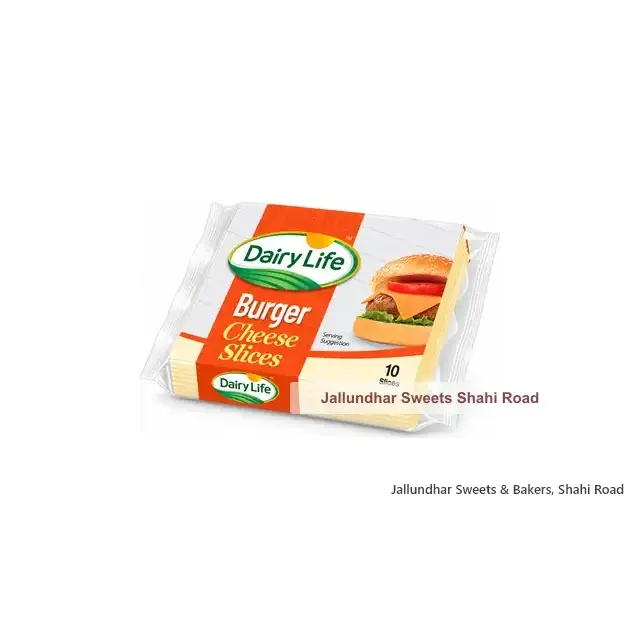 Dairy Life
Burger
Cheese
Slices
Serving
Suggestion
10
Slices
Dairy Life
Jallundhar Sweets Shahi Road
Jallundhar Sweets & Bakers, Shahi Road